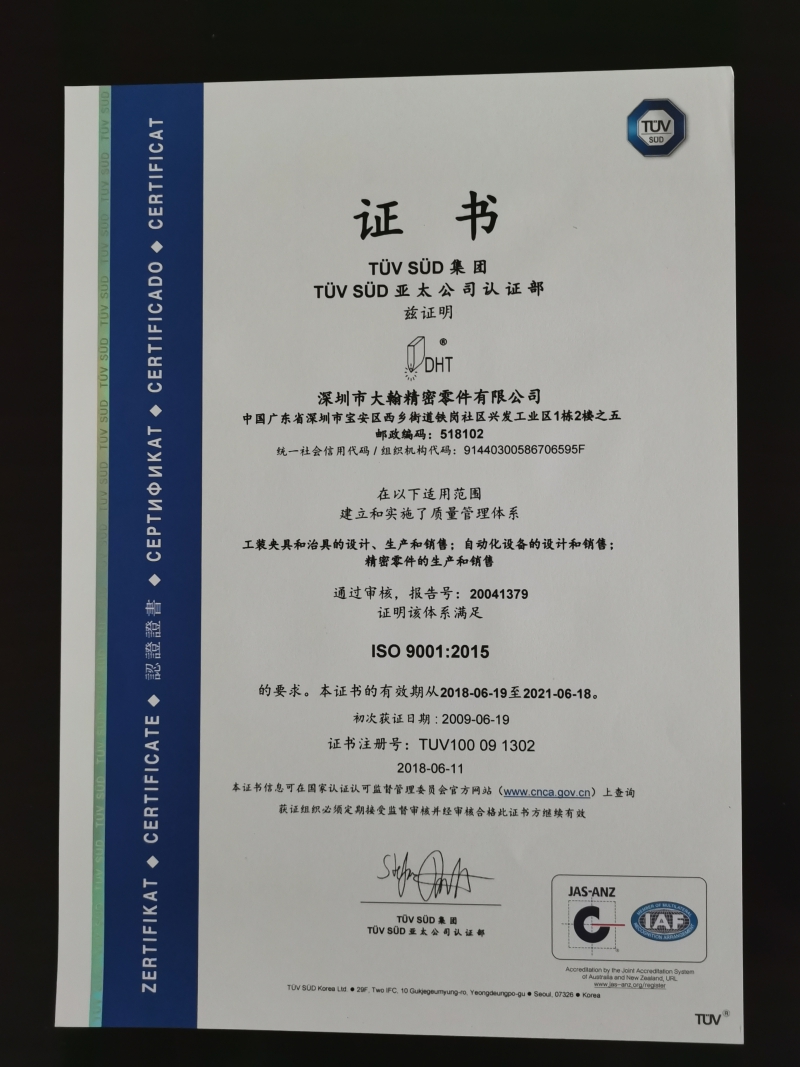 TÜV
SÜD
证 书
TÜV SÜD 集团
TÜV SÜD 亚太公司认证部
兹证明
DHT ®
深圳市大翰精密零件有限公司
中国广东省深圳市宝安区西乡街道铁岗社区兴发工业区1栋2楼之五
邮政编码：518102
统一社会信用代码 / 组织机构代码：91440300586706595F
在以下适用范围
建立和实施了质量管理体系
工装夹具和治具的设计、生产和销售；自动化设备的设计和销售；
精密零件的生产和销售
通过审核，报告号：20041379
证明该体系满足
ISO 9001:2015
的要求。本证书的有效期从2018-06-19至2021-06-18。
初次获证日期：2009-06-19
证书注册号：TUV100 09 1302
2018-06-11
本证书信息可在国家认证认可监督管理委员会官方网站（www.cnca.gov.cn）上查询
获证组织必须定期接受监督审核并经审核合格此证书方继续有效
TÜV SÜD 集团
TÜV SÜD 亚太公司认证部
JAS-ANZ
MEMBER OF MULTILATERAL
IAF
RECOGNITION ARRANGEMENT
Accreditation by the Joint Accreditation System
of Australia and New Zealand, URL
www.jas-anz.org/register
TÜV SÜD Korea Ltd. ● 29F, Two IFC, 10 Gukjegeumyung-ro, Yeongdeungpo-gu ● Seoul, 07326 ● Korea
TÜV®
ZERTIFIKAT ◆ CERTIFICATE ◆ 認證證書 ◆ СЕРТИФИКАТ ◆ CERTIFICADO ◆ CERTIFICAT
TÜV SÜD TÜV SÜD TÜV SÜD TÜV SÜD